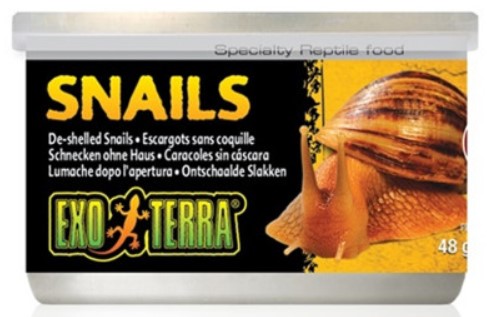 Specialty Reptile food
SNAILS
De-shelled Snails • Escargots sans coquille
Schnecken ohne Haus • Caracoles sin cáscara
Lumache dopo l'apertura • Ontschaalde Slakken
EXO TERRA®
48 g